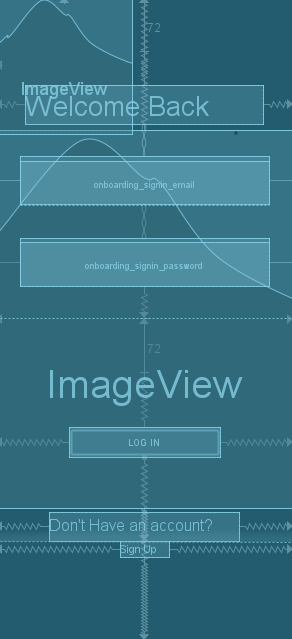 72
ImageView
Welcome Back
onboarding_signin_email
onboarding_signin_password
72
ImageView
LOG IN
Don't Have an account?
Sign Up